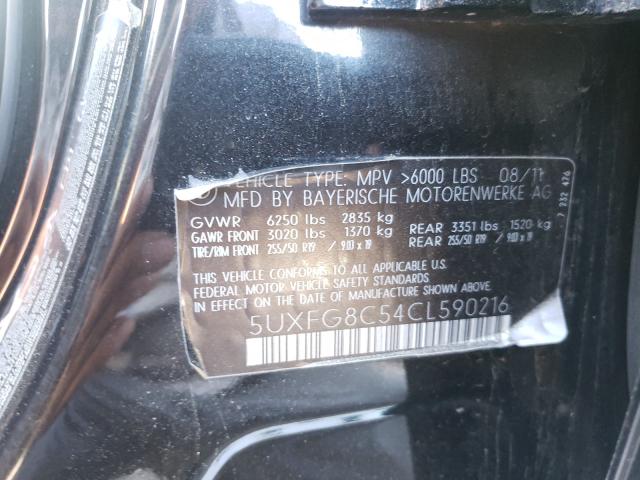 VEHICLE TYPE: MPV >6000 LBS 08/11
MFD BY BAYERISCHE MOTORENWERKE AG
GVWR 6250 lbs 2835 kg
GAWR FRONT 3020 lbs 1370 kg REAR 3351 lbs 1520 kg
TIRE/RIM FRONT 255/50 R19 / 9.0J x 19 REAR 255/50 R19 / 9.0J x 19
THIS VEHICLE CONFORMS TO ALL APPLICABLE U.S.
FEDERAL MOTOR VEHICLE SAFETY STANDARDS
IN EFFECT ON THE DATE OF MANUFACTURE SHOWN ABOVE.
5UXFG8C54CL590216
7 232 476